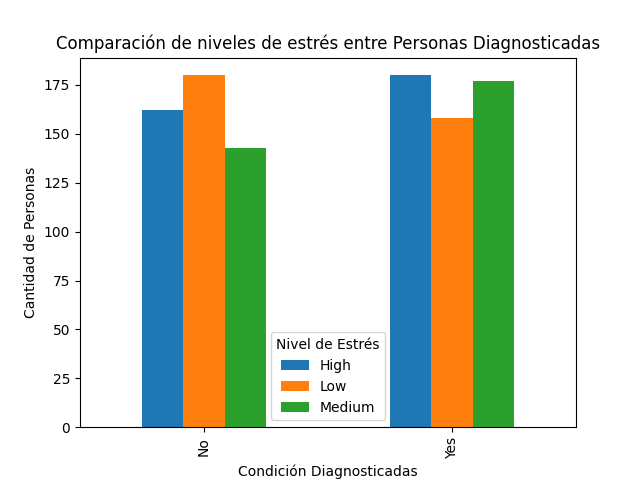 Comparación de niveles de estrés entre Personas Diagnosticadas
Cantidad de Personas
175
150
125
100
75
50
25
0
Nivel de Estrés
High
Low
Medium
No
Yes
Condición Diagnosticadas